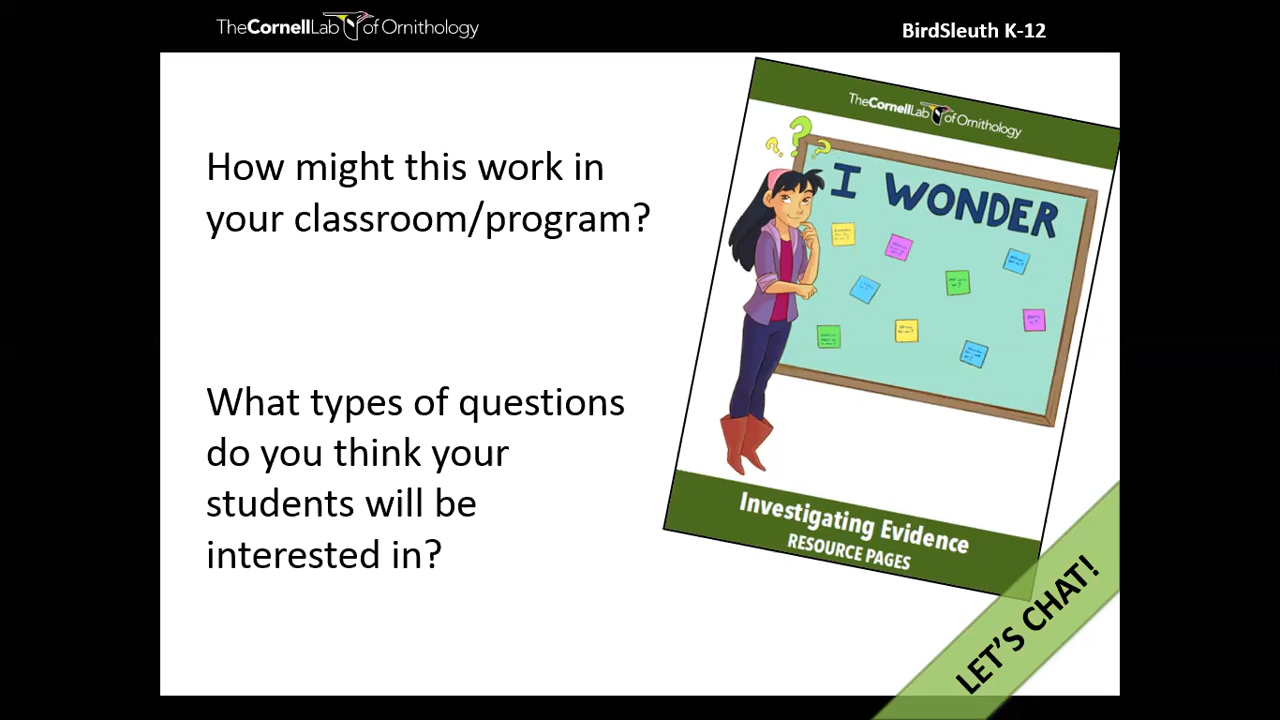 TheCornellLab of Ornithology
BirdSleuth K-12
How might this work in
your classroom/program?
What types of questions
do you think your
students will be
interested in?
TheCornellLab of Ornithology
I WONDER
Investigating Evidence
RESOURCE PAGES
LET'S CHAT!